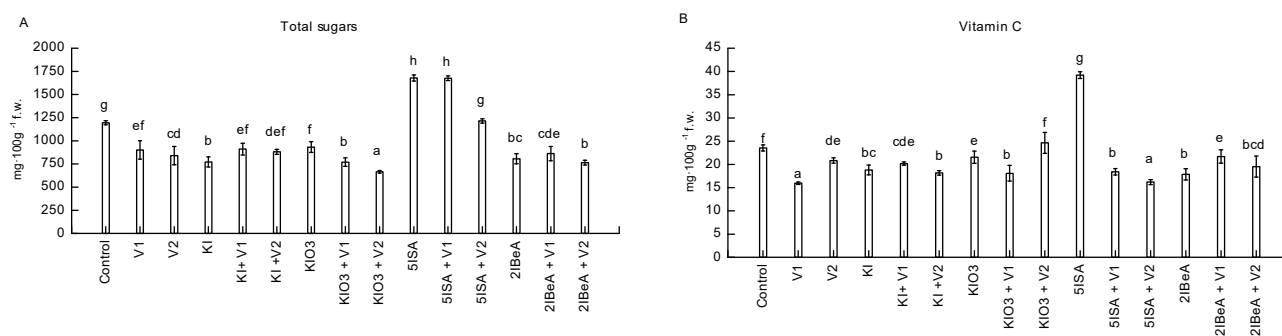 A
Total sugars
mg·100g⁻¹ f.w.
2000
1750
1500
1250
1000
750
500
250
0
g
ef
cd
b
ef
def
f
b
a
h
h
g
bc
cde
b
Control
V1
V2
KI
KI+ V1
KI +V2
KIO3
KIO3 + V1
KIO3 + V2
5ISA
5ISA + V1
5ISA + V2
2IBeA
2IBeA + V1
2IBeA + V2
B
Vitamin C
mg·100g⁻¹ f.w.
45
40
35
30
25
20
15
10
5
0
f
a
de
bc
cde
b
e
b
f
g
b
a
b
e
bcd
Control
V1
V2
KI
KI+ V1
KI +V2
KIO3
KIO3 + V1
KIO3 + V2
5ISA
5ISA + V1
5ISA + V2
2IBeA
2IBeA + V1
2IBeA + V2